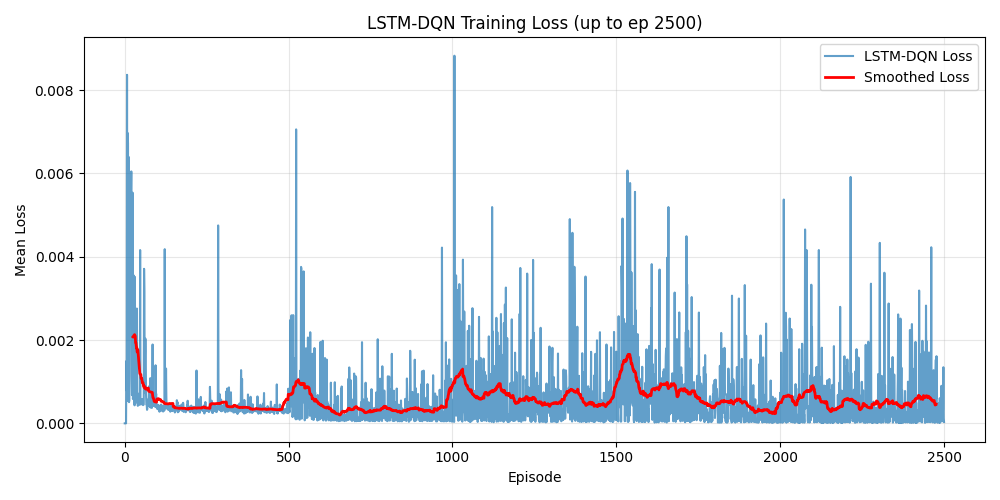 LSTM-DQN Training Loss (up to ep 2500)
LSTM-DQN Loss
Smoothed Loss
Mean Loss
0.008
0.006
0.004
0.002
0.000
0 500 1000 1500 2000 2500
Episode